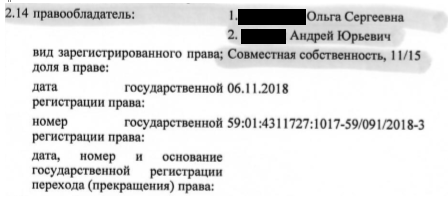 2.14 правообладатель: 1. Ольга Сергеевна
2. Андрей Юрьевич
вид зарегистрированного права; Совместная собственность, 11/15
доля в праве:
дата государственной 06.11.2018
регистрации права:
номер государственной 59:01:4311727:1017-59/091/2018-3
регистрации права:
дата, номер и основание
государственной регистрации
перехода (прекращения) права: